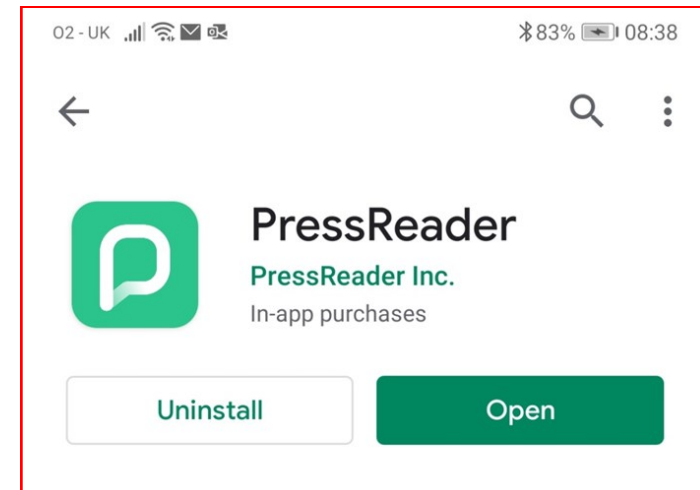 O2 - UK 83% 08:38
PressReader
PressReader Inc.
In-app purchases
Uninstall Open